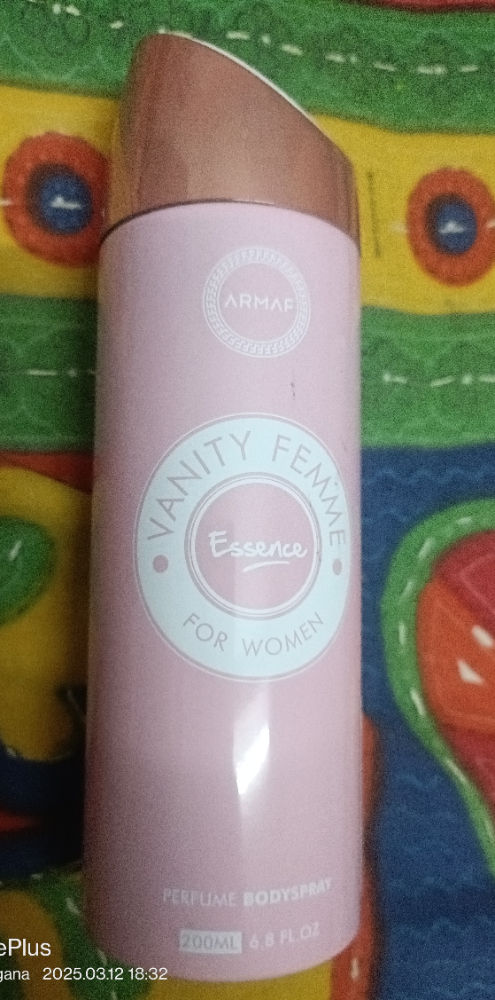 ARMAF
VANITY FEMME
Essence
FOR WOMEN
PERFUME BODYSPRAY
200ML 6.8 FL OZ
ePlus
gana 2025.03.12 18:32